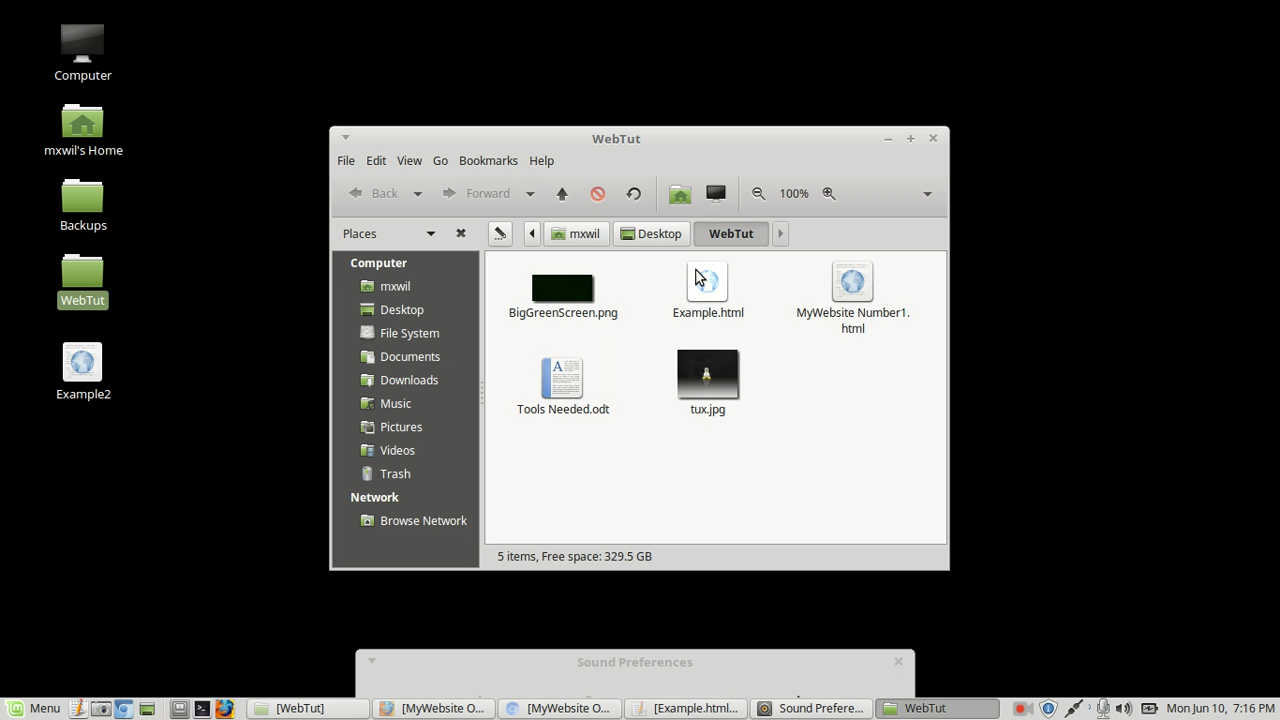 Computer
mxwil's Home
Backups
WebTut
Example2
WebTut
File Edit View Go Bookmarks Help
Back Forward 100%
Places mxwil Desktop WebTut
Computer
mxwil
Desktop
File System
Documents
Downloads
Music
Pictures
Videos
Trash
Network
Browse Network
BigGreenScreen.png Example.html MyWebsite Number1.
html
Tools Needed.odt tux.jpg
5 items, Free space: 329.5 GB
Sound Preferences
Menu [WebTut] [MyWebsite O... [MyWebsite O... [Example.html... Sound Prefere... WebTut Mon Jun 10, 7:16 PM